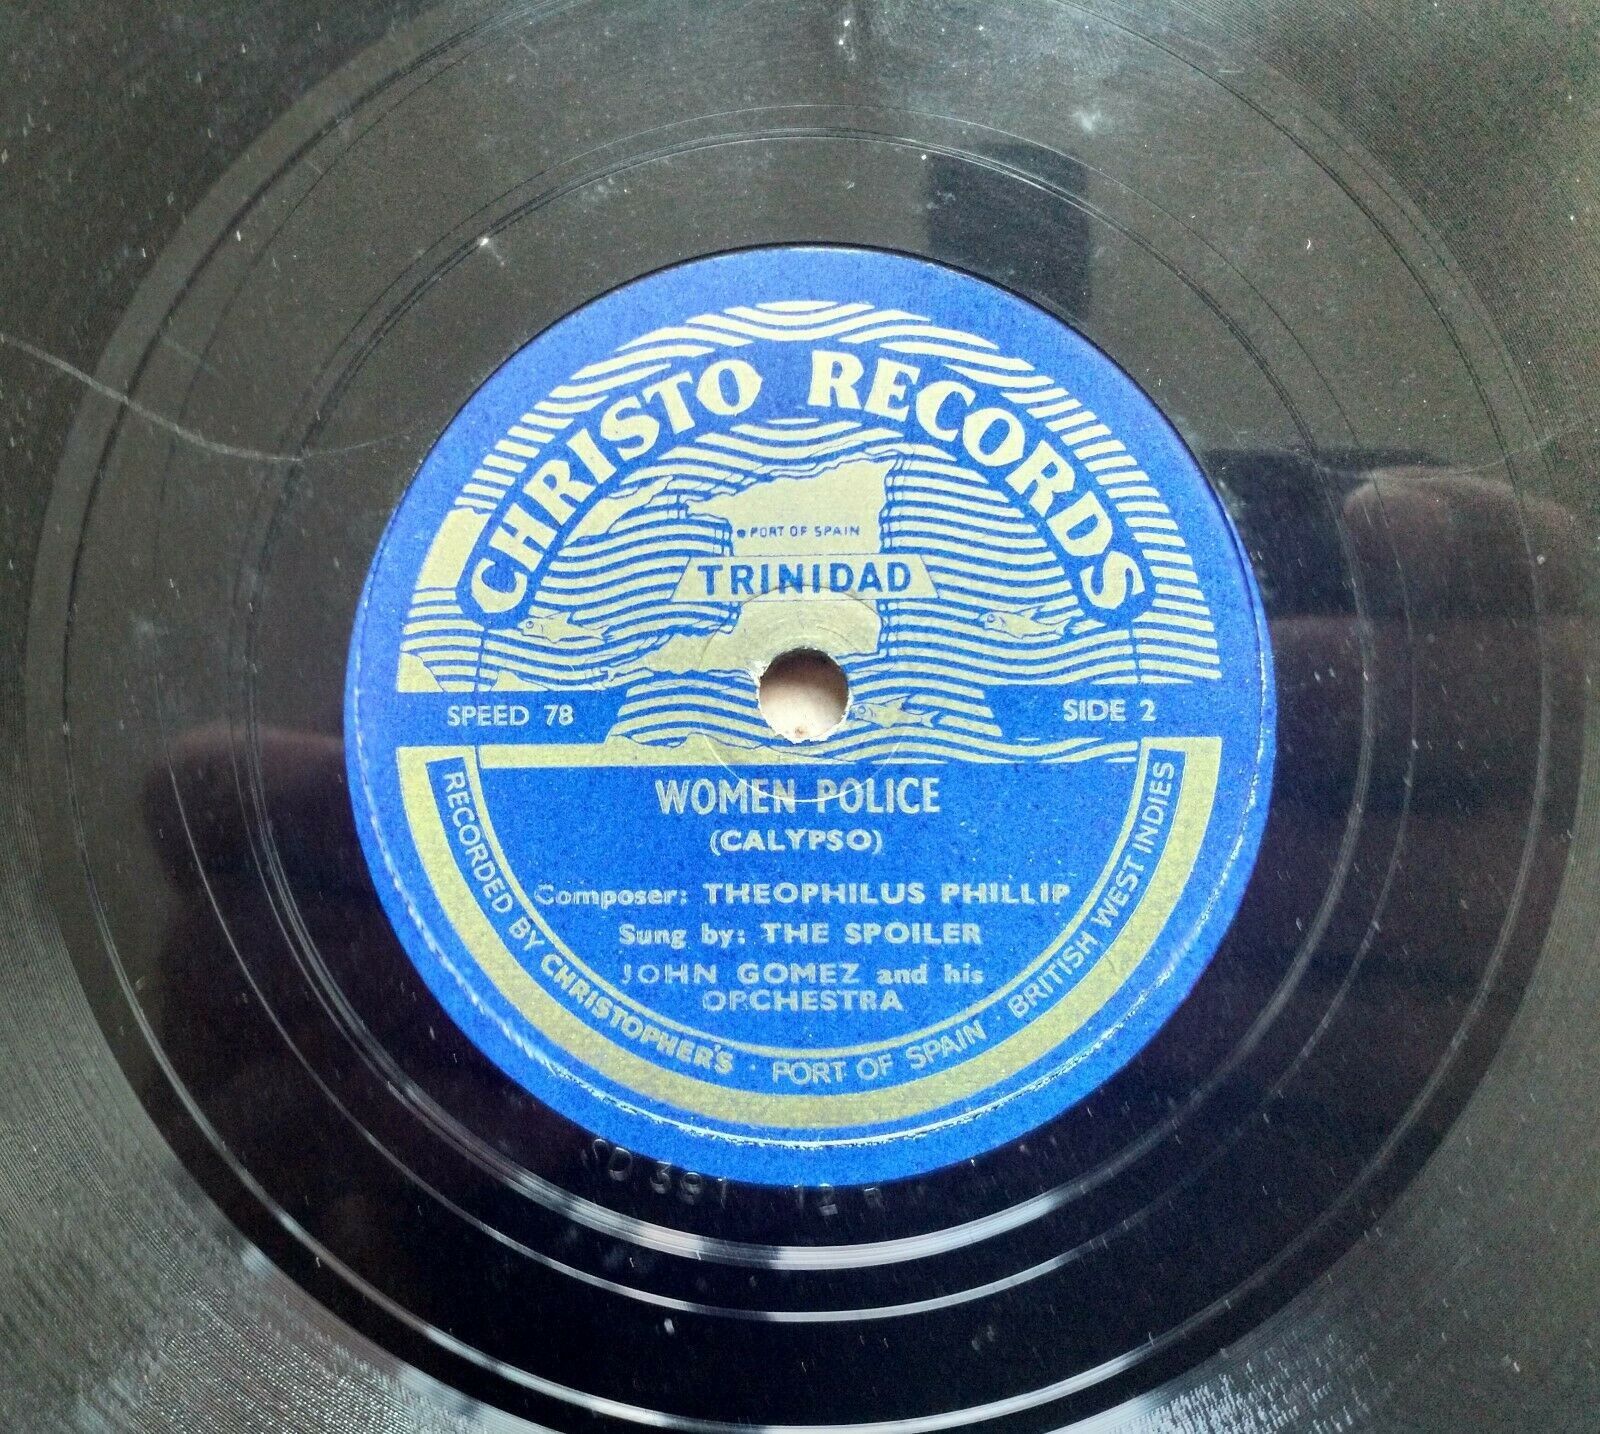 CHRISTO RECORDS
PORT OF SPAIN
TRINIDAD
SPEED 78
SIDE 2
WOMEN POLICE
(CALYPSO)
Composer: THEOPHILUS PHILLIP
Sung by: THE SPOILER
JOHN GOMEZ and his
ORCHESTRA
RECORDED BY CHRISTOPHER'S · PORT OF SPAIN · BRITISH WEST INDIES
391